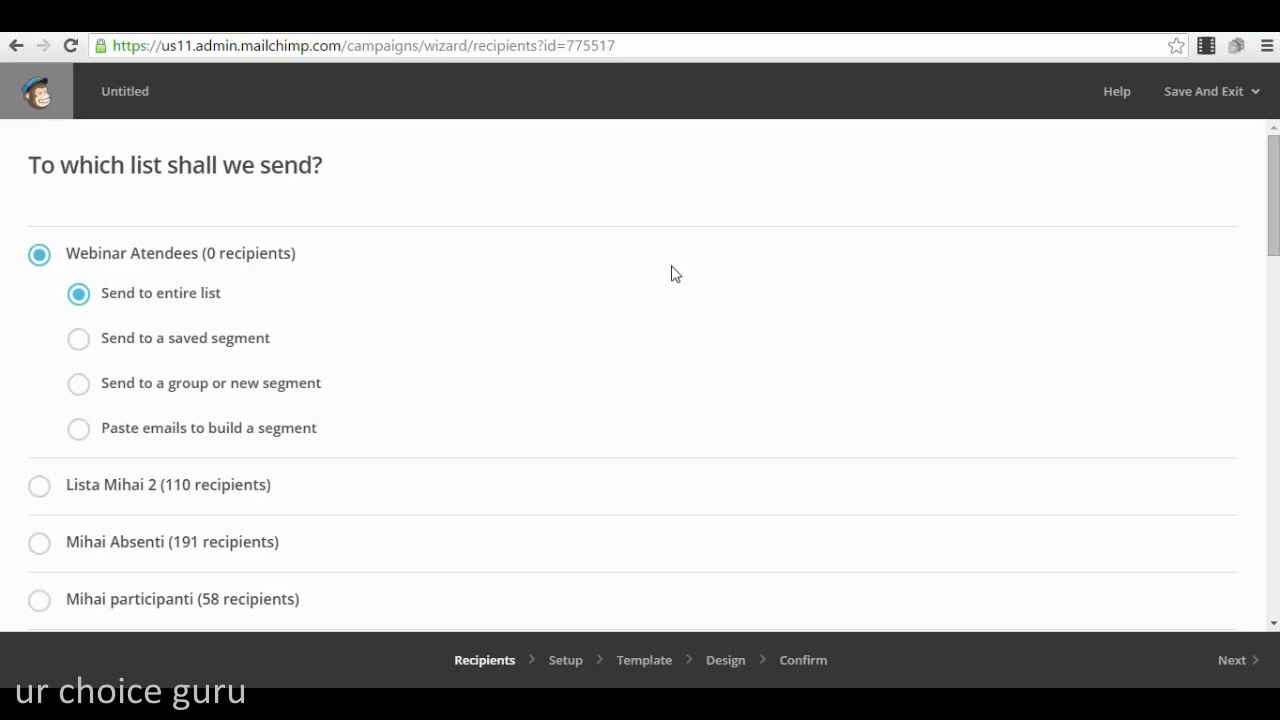 https://us11.admin.mailchimp.com/campaigns/wizard/recipients?id=775517
Untitled
Help
Save And Exit
To which list shall we send?
Webinar Atendees (0 recipients)
Send to entire list
Send to a saved segment
Send to a group or new segment
Paste emails to build a segment
Lista Mihai 2 (110 recipients)
Mihai Absenti (191 recipients)
Mihai participanti (58 recipients)
Recipients > Setup > Template > Design > Confirm
Next >
ur choice guru